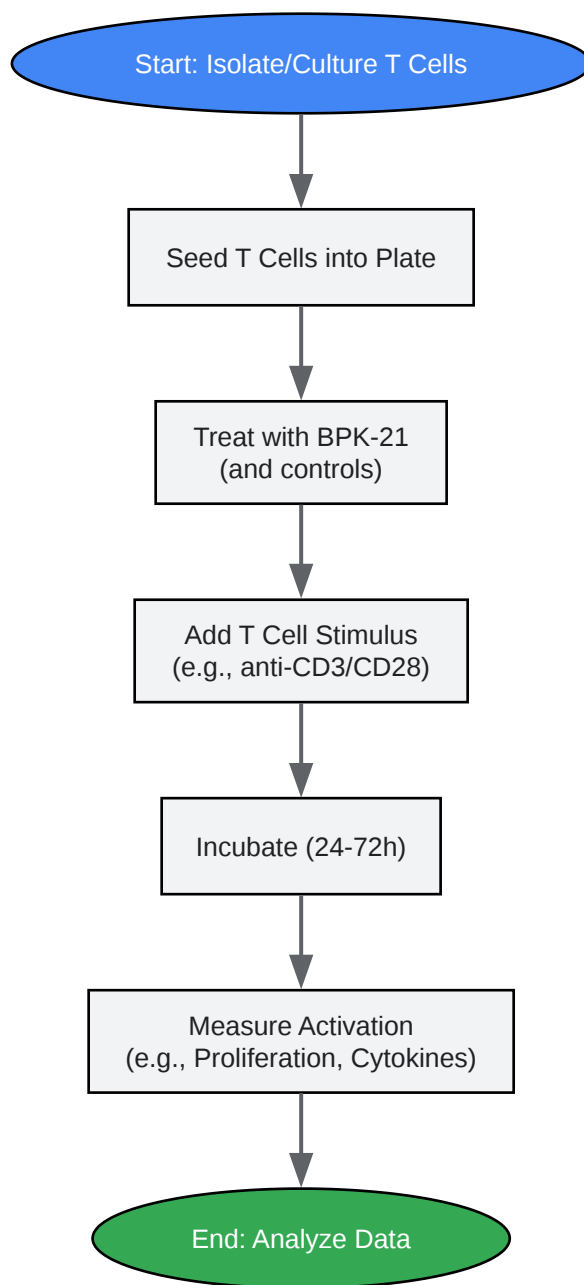 Start: Isolate/Culture T Cells
Seed T Cells into Plate
Treat with BPK-21
(and controls)
Add T Cell Stimulus
(e.g., anti-CD3/CD28)
Incubate (24-72h)
Measure Activation
(e.g., Proliferation, Cytokines)
End: Analyze Data